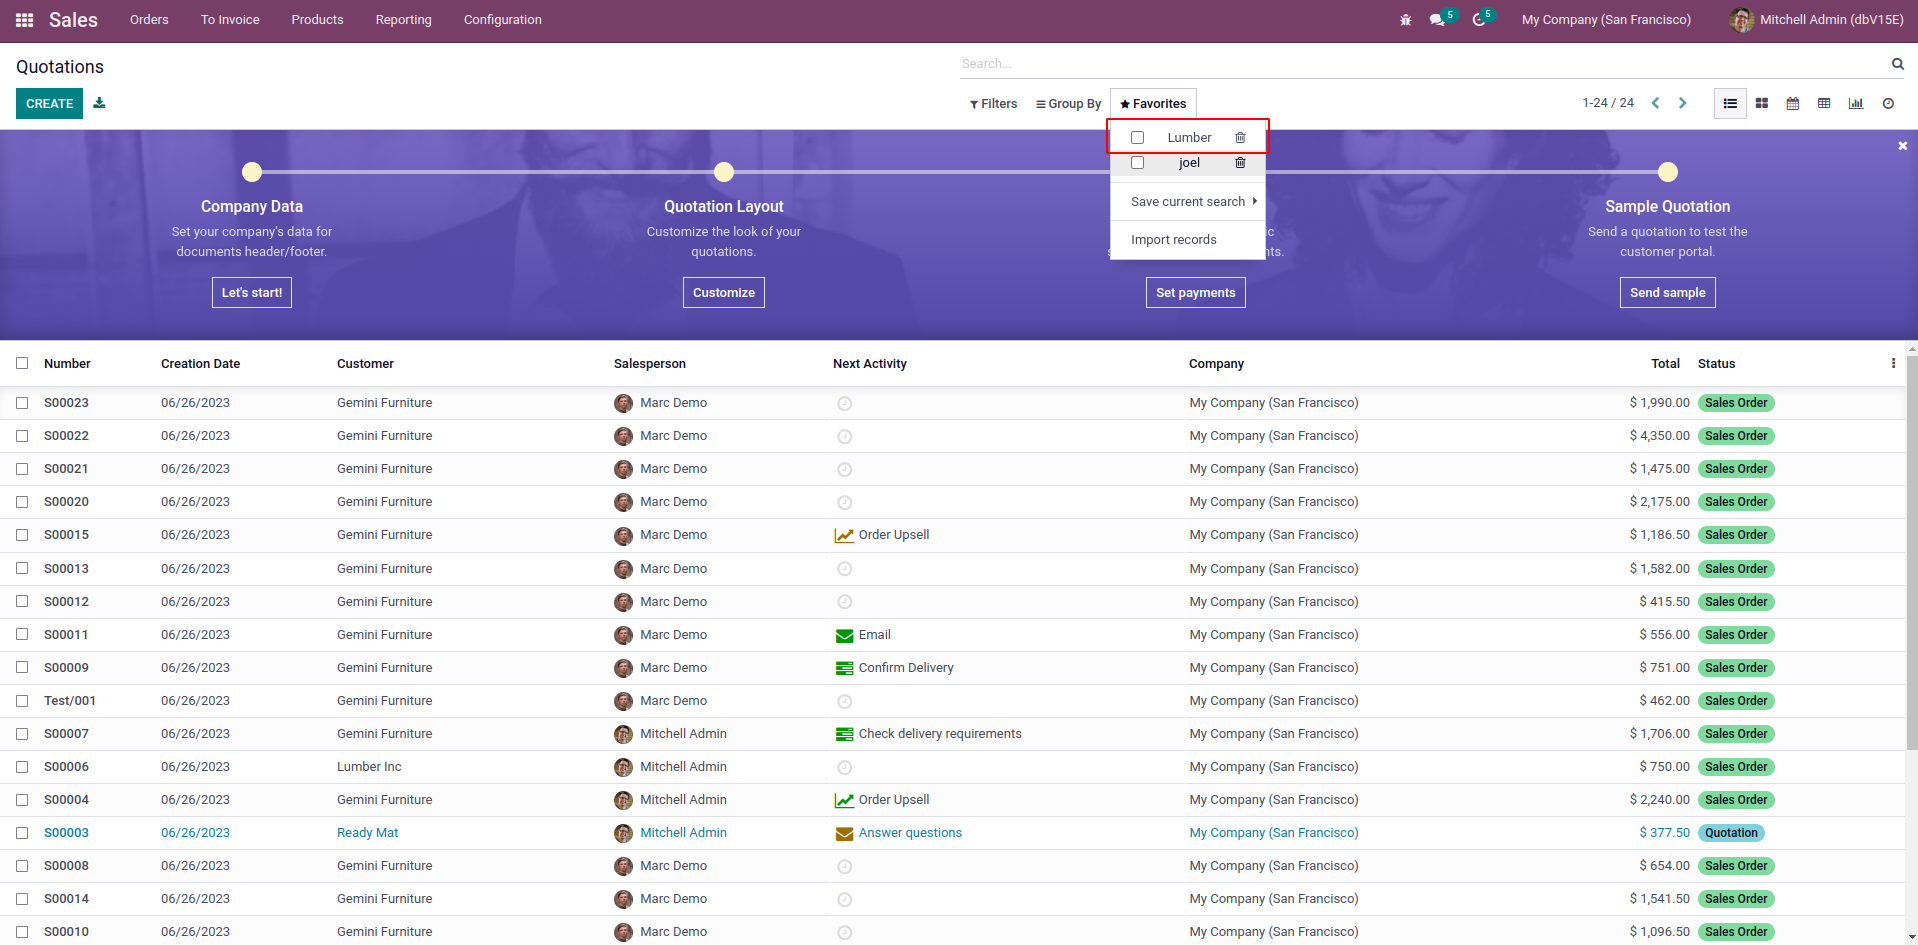 Sales Orders To Invoice Products Reporting Configuration 5 5 My Company (San Francisco) Mitchell Admin (dbV15E)
Quotations
Search...
CREATE
Filters Group By Favorites 1-24 / 24
Lumber
joel
Save current search
Import records
Company Data Quotation Layout Sample Quotation
Set your company's data for Customize the look of your Send a quotation to test the
documents header/footer. quotations. customer portal.
Let's start! Customize Set payments Send sample
Number Creation Date Customer Salesperson Next Activity Company Total Status
S00023 06/26/2023 Gemini Furniture Marc Demo My Company (San Francisco) $ 1,990.00 Sales Order
S00022 06/26/2023 Gemini Furniture Marc Demo My Company (San Francisco) $ 4,350.00 Sales Order
S00021 06/26/2023 Gemini Furniture Marc Demo My Company (San Francisco) $ 1,475.00 Sales Order
S00020 06/26/2023 Gemini Furniture Marc Demo My Company (San Francisco) $ 2,175.00 Sales Order
S00015 06/26/2023 Gemini Furniture Marc Demo Order Upsell My Company (San Francisco) $ 1,186.50 Sales Order
S00013 06/26/2023 Gemini Furniture Marc Demo My Company (San Francisco) $ 1,582.00 Sales Order
S00012 06/26/2023 Gemini Furniture Marc Demo My Company (San Francisco) $ 415.50 Sales Order
S00011 06/26/2023 Gemini Furniture Marc Demo Email My Company (San Francisco) $ 556.00 Sales Order
S00009 06/26/2023 Gemini Furniture Marc Demo Confirm Delivery My Company (San Francisco) $ 751.00 Sales Order
Test/001 06/26/2023 Gemini Furniture Marc Demo My Company (San Francisco) $ 462.00 Sales Order
S00007 06/26/2023 Gemini Furniture Mitchell Admin Check delivery requirements My Company (San Francisco) $ 1,706.00 Sales Order
S00006 06/26/2023 Lumber Inc Mitchell Admin My Company (San Francisco) $ 750.00 Sales Order
S00004 06/26/2023 Gemini Furniture Mitchell Admin Order Upsell My Company (San Francisco) $ 2,240.00 Sales Order
S00003 06/26/2023 Ready Mat Mitchell Admin Answer questions My Company (San Francisco) $ 377.50 Quotation
S00008 06/26/2023 Gemini Furniture Marc Demo My Company (San Francisco) $ 654.00 Sales Order
S00014 06/26/2023 Gemini Furniture Marc Demo My Company (San Francisco) $ 1,541.50 Sales Order
S00010 06/26/2023 Gemini Furniture Marc Demo My Company (San Francisco) $ 1,096.50 Sales Order